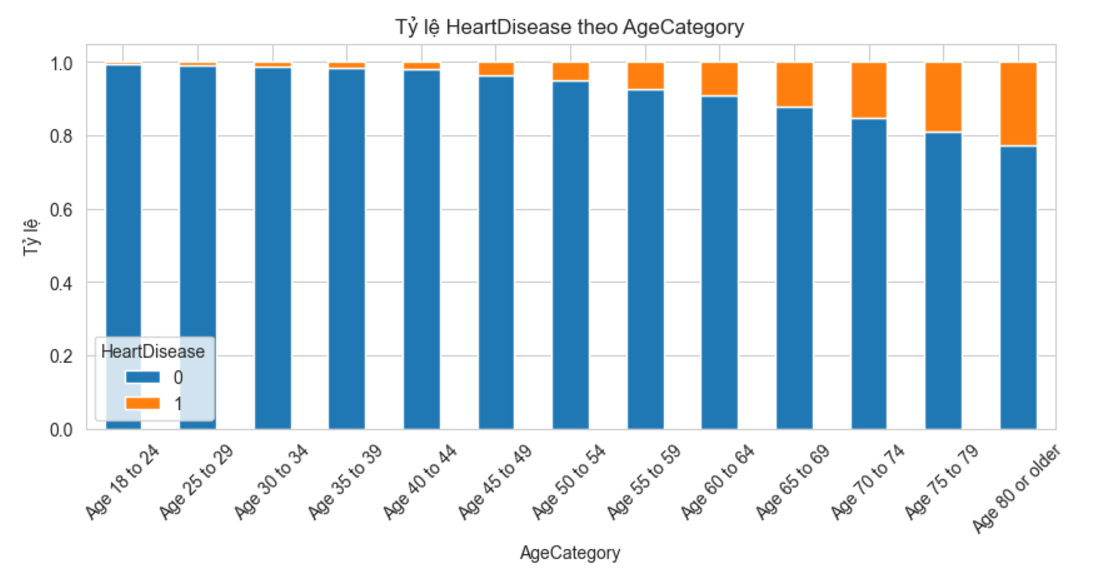 Tỷ lệ HeartDisease theo AgeCategory
1.0
0.8
0.6
0.4
0.2
0.0
Tỷ lệ
HeartDisease
0
1
Age 18 to 24
Age 25 to 29
Age 30 to 34
Age 35 to 39
Age 40 to 44
Age 45 to 49
Age 50 to 54
Age 55 to 59
Age 60 to 64
Age 65 to 69
Age 70 to 74
Age 75 to 79
Age 80 or older
AgeCategory